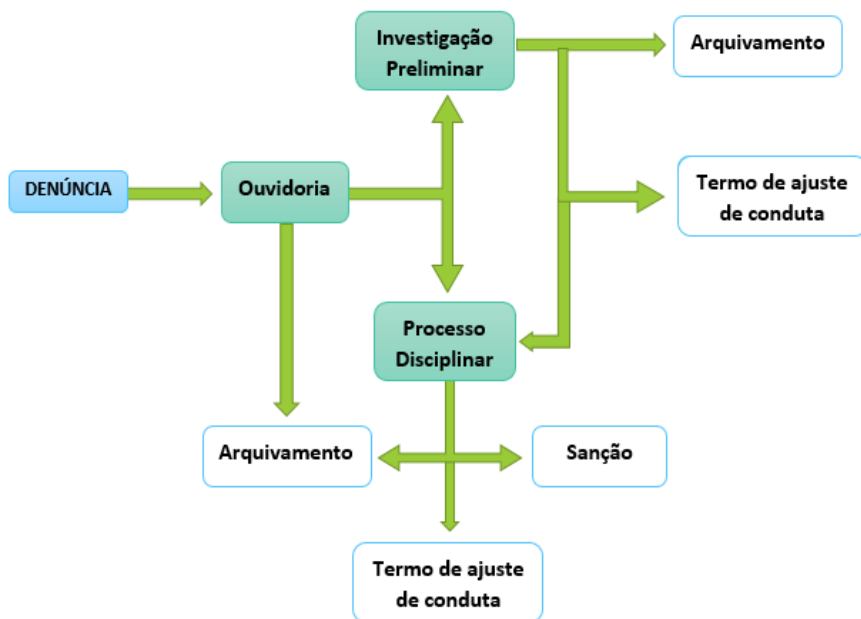 Investigação
Preliminar
Arquivamento
DENÚNCIA
Ouvidoria
Termo de ajuste
de conduta
Processo
Disciplinar
Arquivamento
Sanção
Termo de ajuste
de conduta